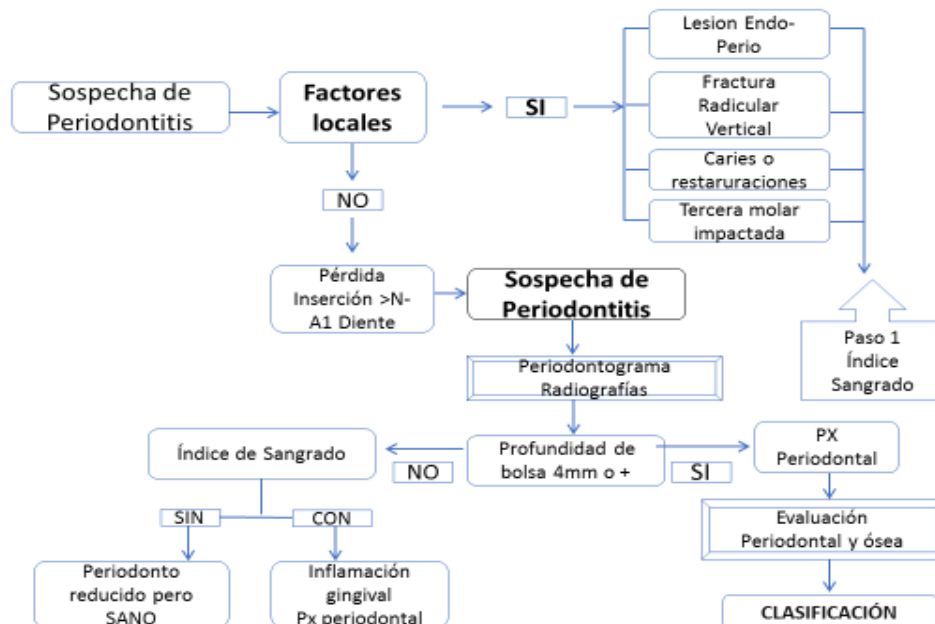 Sospecha de
Periodontitis
Factores
locales
SI
Lesion Endo-
Perio
Fractura
Radicular
Vertical
Caries o
restaruraciones
Tercera molar
impactada
NO
Pérdida
Inserción >N-
A1 Diente
Sospecha de
Periodontitis
Paso 1
Índice
Sangrado
Periodontograma
Radiografías
Índice de Sangrado
NO
Profundidad de
bolsa 4mm o +
SI
PX
Periodontal
SIN
CON
Evaluación
Periodontal y ósea
Periodonto
reducido pero
SANO
Inflamación
gingival
Px periodontal
CLASIFICACIÓN